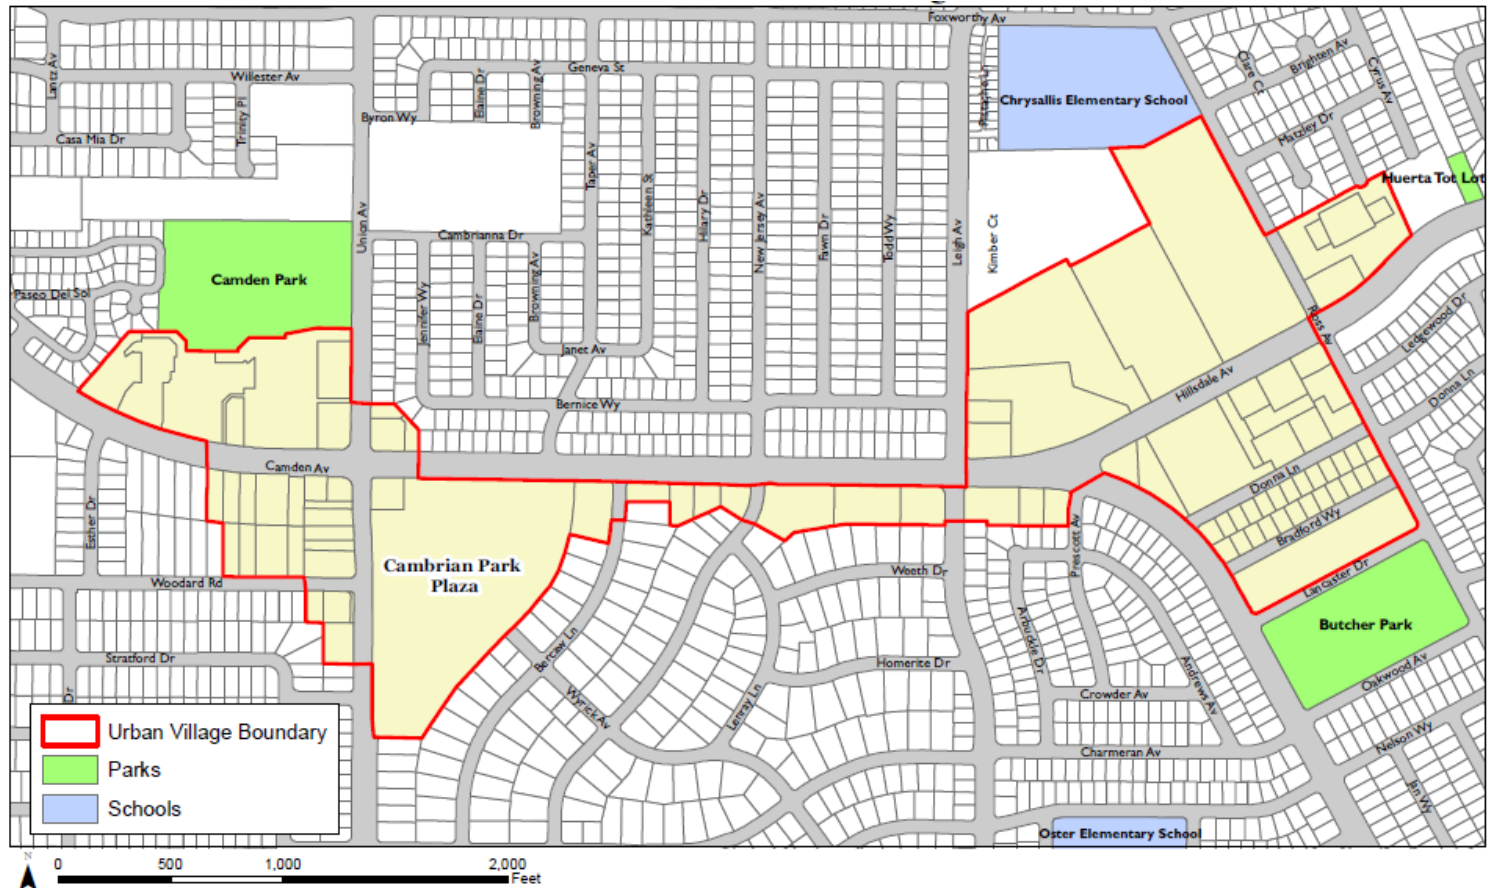 Foxworthy Av
Lantz Av
Willester Av
Geneva St
Elaine Dr
Browning Av
Clare Ct
Brighten Av
Cyrus Av
Trinity Pl
Byron Wy
Chrysallis Elementary School
Casa Mia Dr
Matzley Dr
Taper Av
Kathleen St
Hilary Dr
New Jersey Av
Fawn Dr
Todd Wy
Leigh Av
Kimber Ct
Huerta Tot Lot
Union Av
Cambrianna Dr
Camden Park
Paseo Del Sol
Jennifer Wy
Elaine Dr
Browning Av
Janet Av
Ross Av
Ledgewood Dr
Hillsdale Av
Donna Ln
Bernice Wy
Camden Av
Donna Ln
Esther Dr
Bradford Wy
Prescott Av
Cambrian Park
Plaza
Woodard Rd
Weeth Dr
Lancaster Dr
Butcher Park
Arbuckle Dr
Bercaw Ln
Stratford Dr
Homerite Dr
Andrews Av
Oakwood Av
Dr
Wyrick Av
Lenray Ln
Crowder Av
Charmeran Av
Nelson Wy
Jan Wy
Oster Elementary School
Urban Village Boundary
Parks
Schools
N
0 500 1,000 2,000
Feet